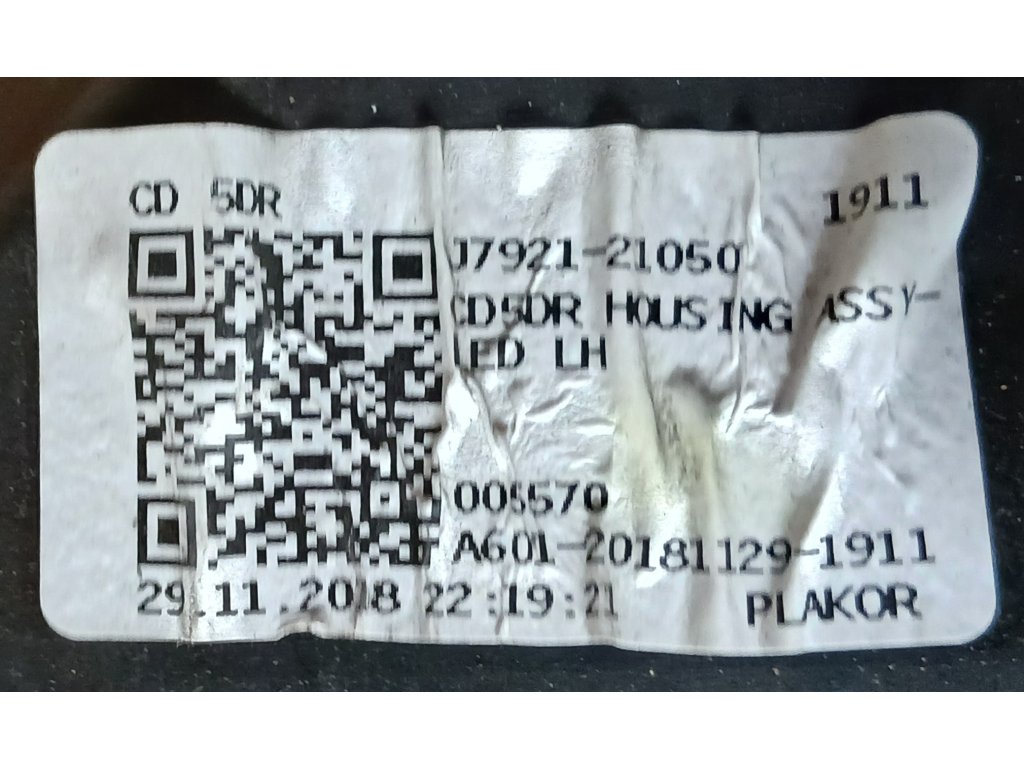 CD 5DR 1911
J7921-21050
CD5DR HOUSING ASSY-
LED LH
005570
A601-20181129-1911
29.11.2018 22:19:21 PLAKOR